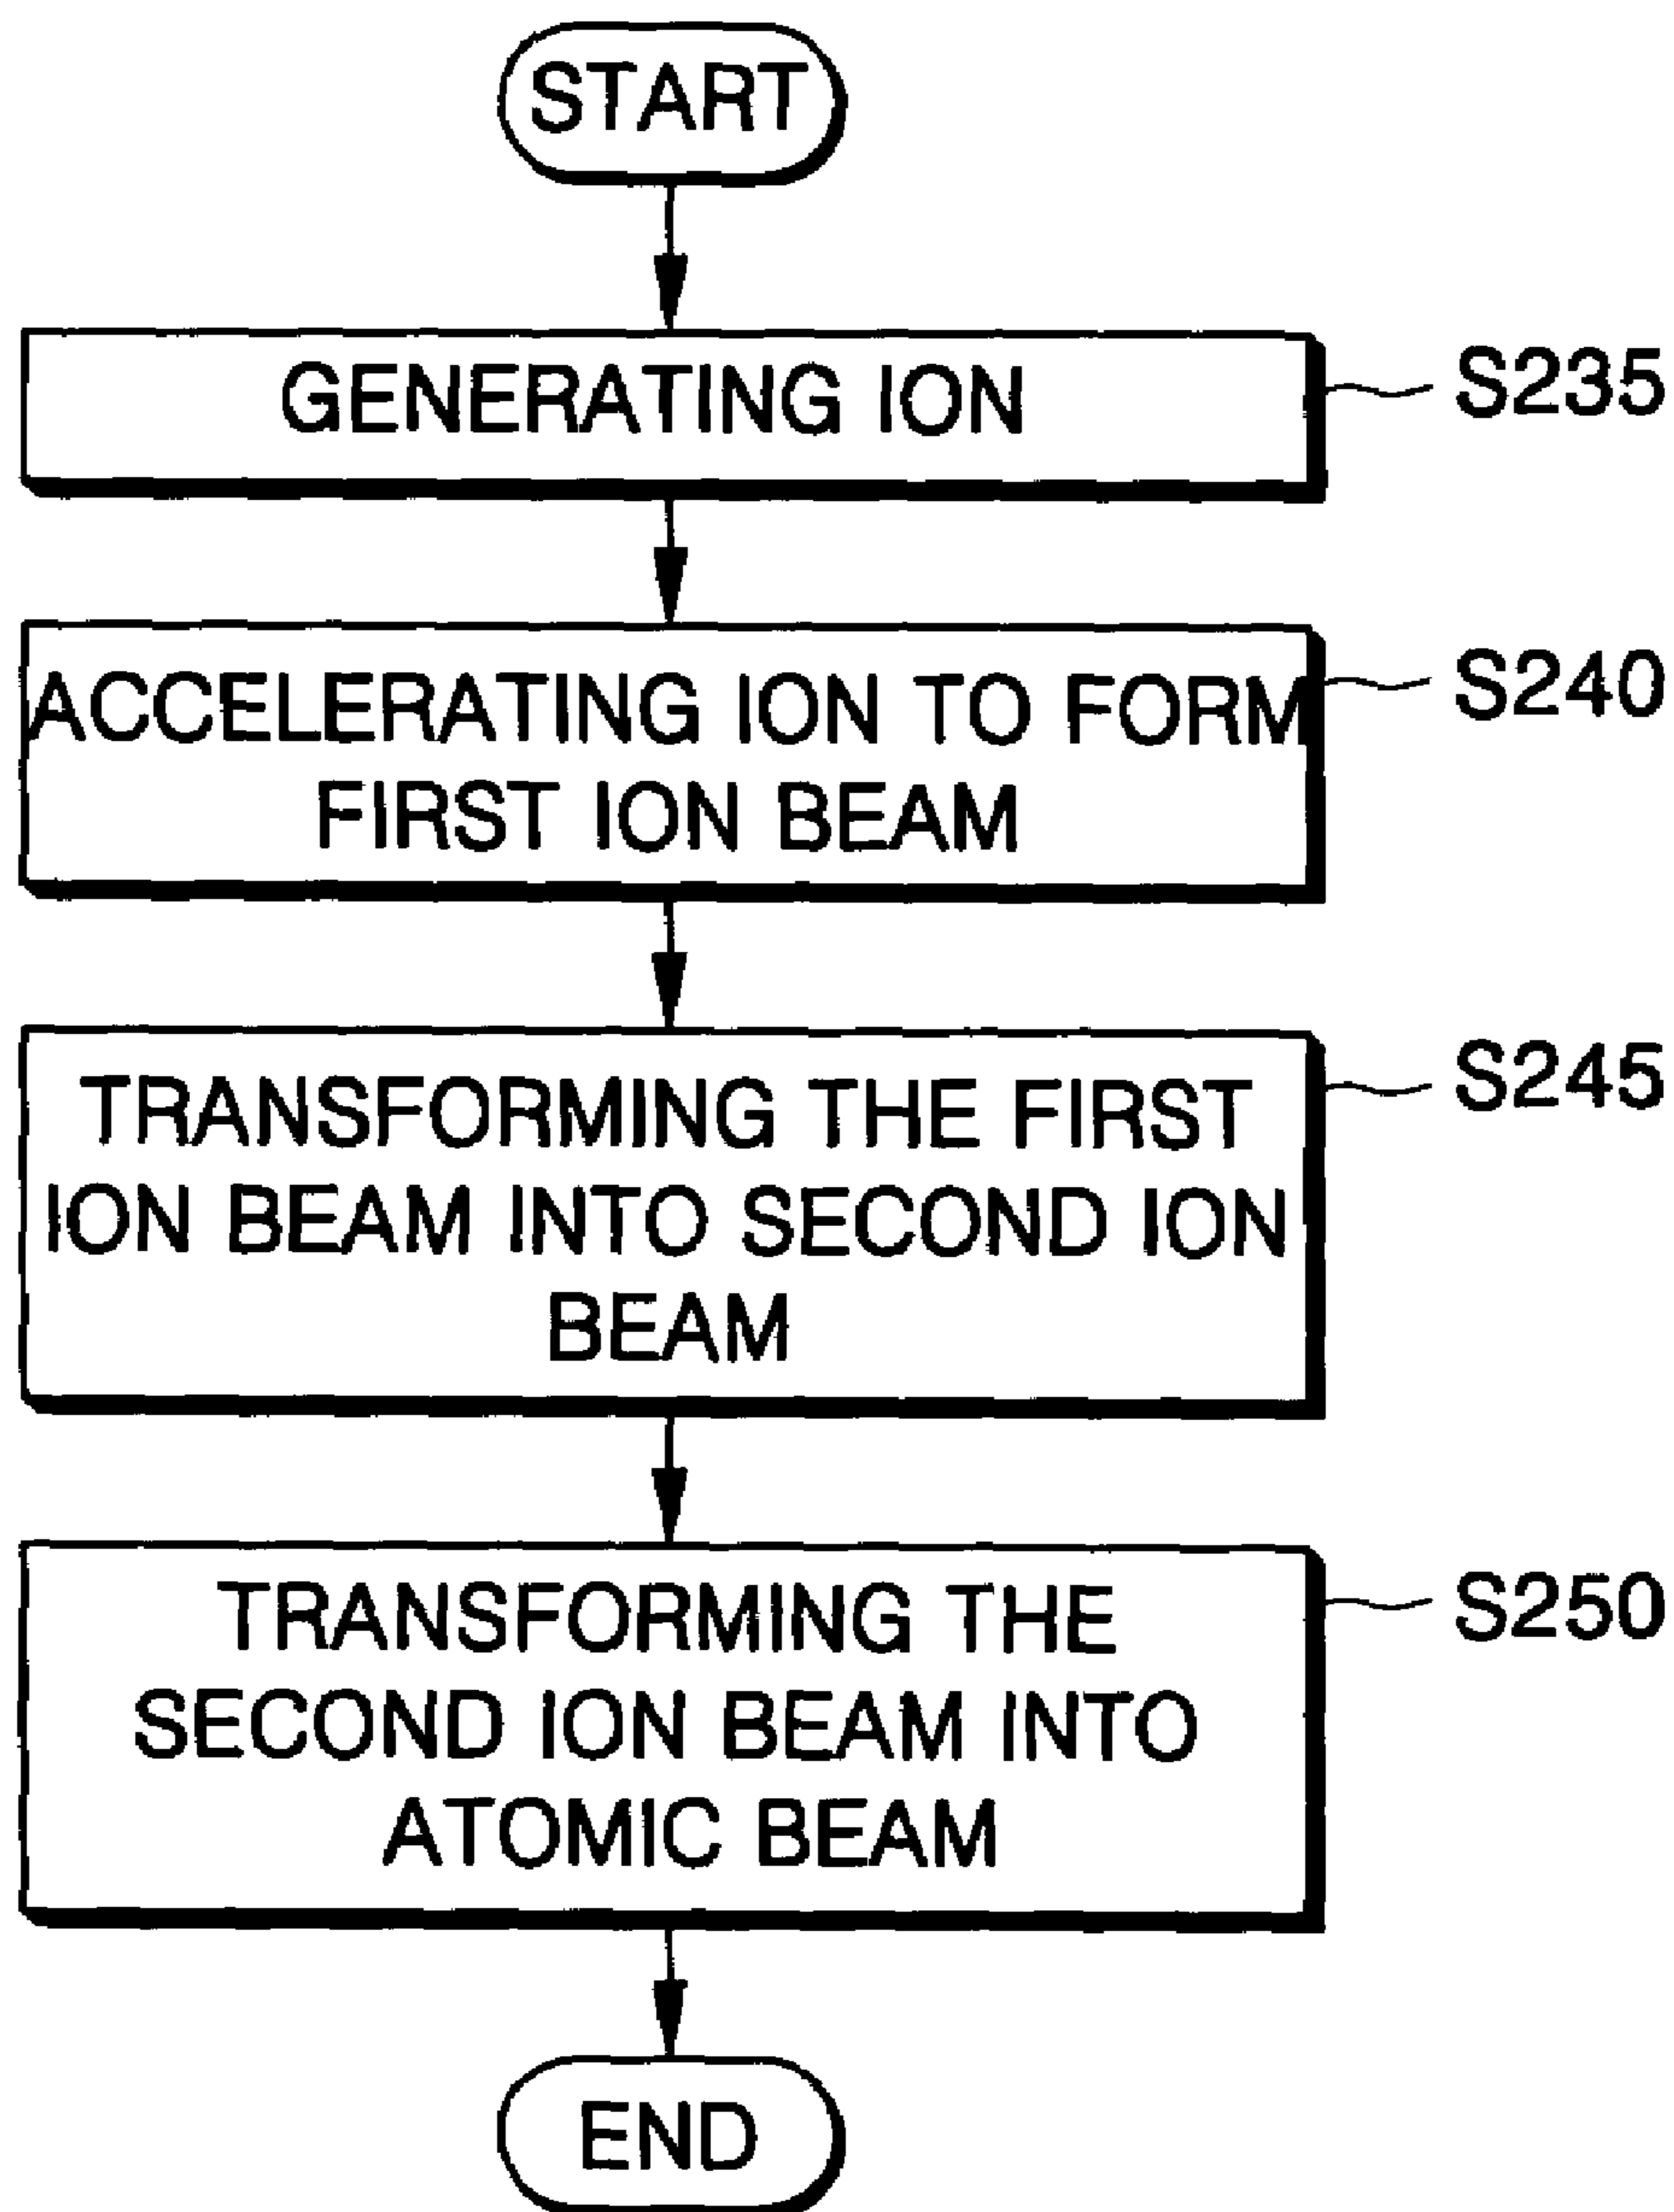 START
GENERATING ION
S235
ACCELERATING ION TO FORM
FIRST ION BEAM
S240
TRANSFORMING THE FIRST
ION BEAM INTO SECOND ION
BEAM
S245
TRANSFORMING THE
SECOND ION BEAM INTO
ATOMIC BEAM
S250
END